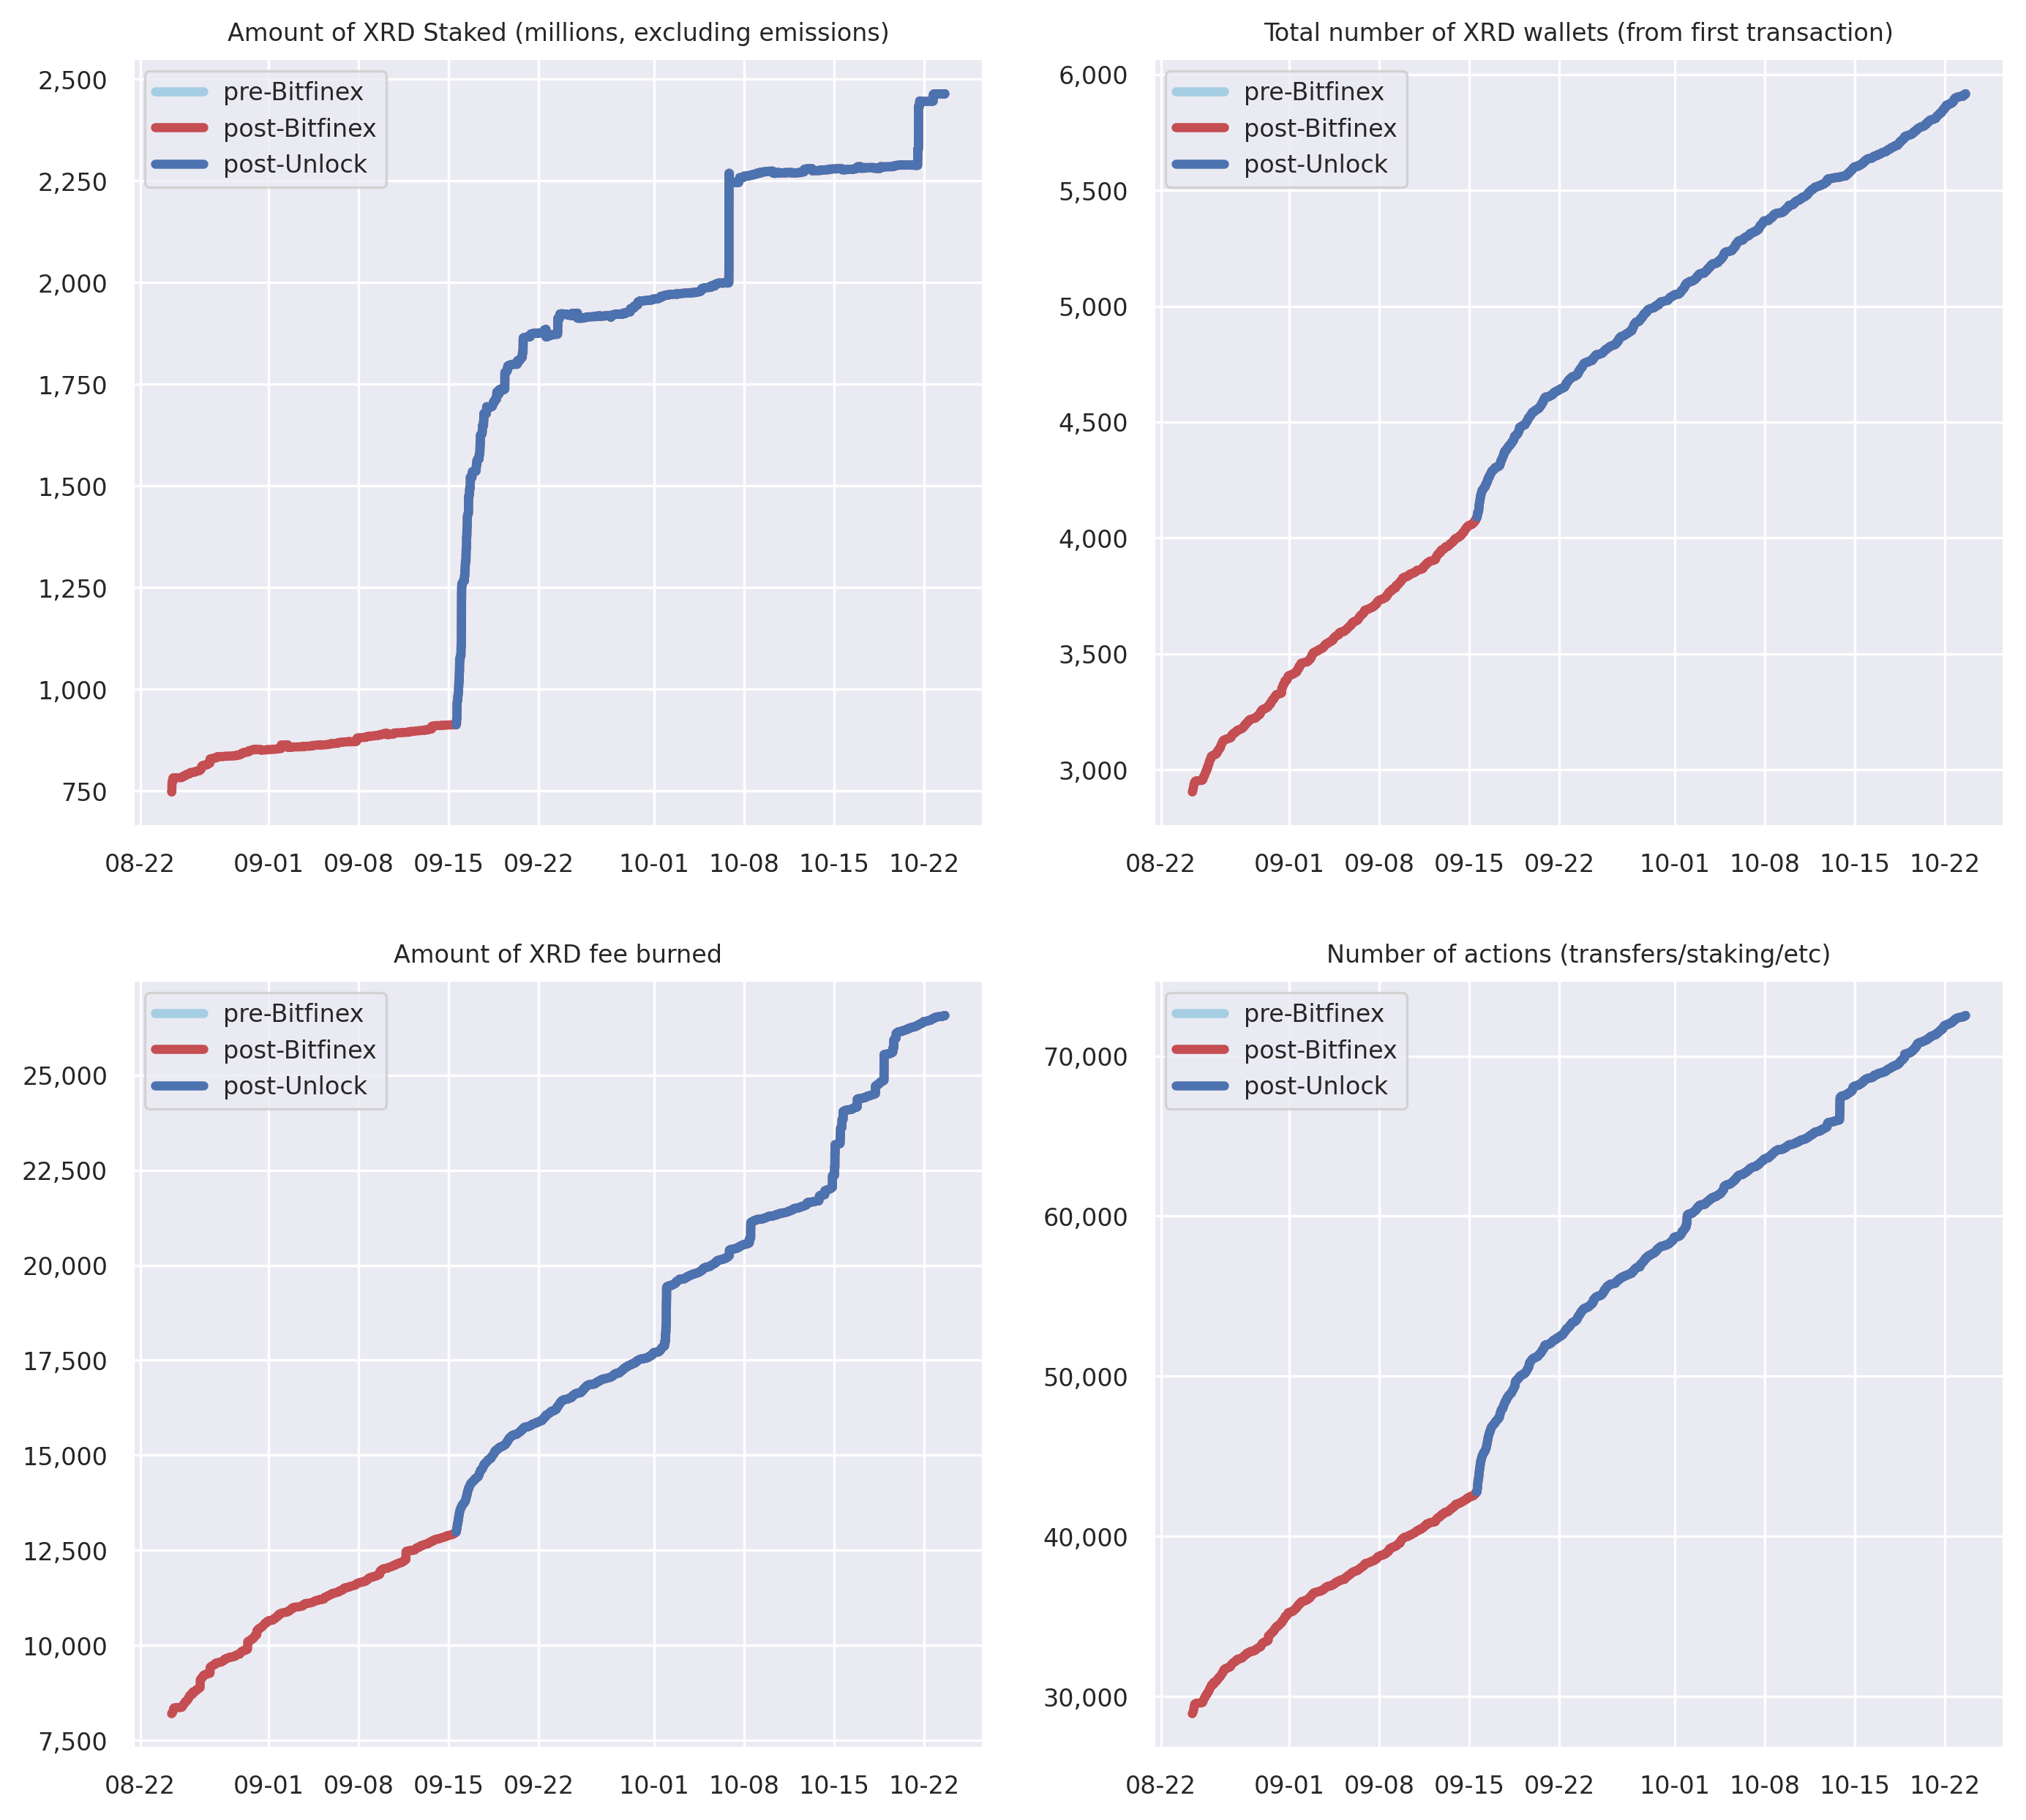 Amount of XRD Staked (millions, excluding emissions)
pre-Bitfinex
post-Bitfinex
post-Unlock
2,500
2,250
2,000
1,750
1,500
1,250
1,000
750
08-22 09-01 09-08 09-15 09-22 10-01 10-08 10-15 10-22
Total number of XRD wallets (from first transaction)
pre-Bitfinex
post-Bitfinex
post-Unlock
6,000
5,500
5,000
4,500
4,000
3,500
3,000
08-22 09-01 09-08 09-15 09-22 10-01 10-08 10-15 10-22
Amount of XRD fee burned
pre-Bitfinex
post-Bitfinex
post-Unlock
25,000
22,500
20,000
17,500
15,000
12,500
10,000
7,500
08-22 09-01 09-08 09-15 09-22 10-01 10-08 10-15 10-22
Number of actions (transfers/staking/etc)
pre-Bitfinex
post-Bitfinex
post-Unlock
70,000
60,000
50,000
40,000
30,000
08-22 09-01 09-08 09-15 09-22 10-01 10-08 10-15 10-22